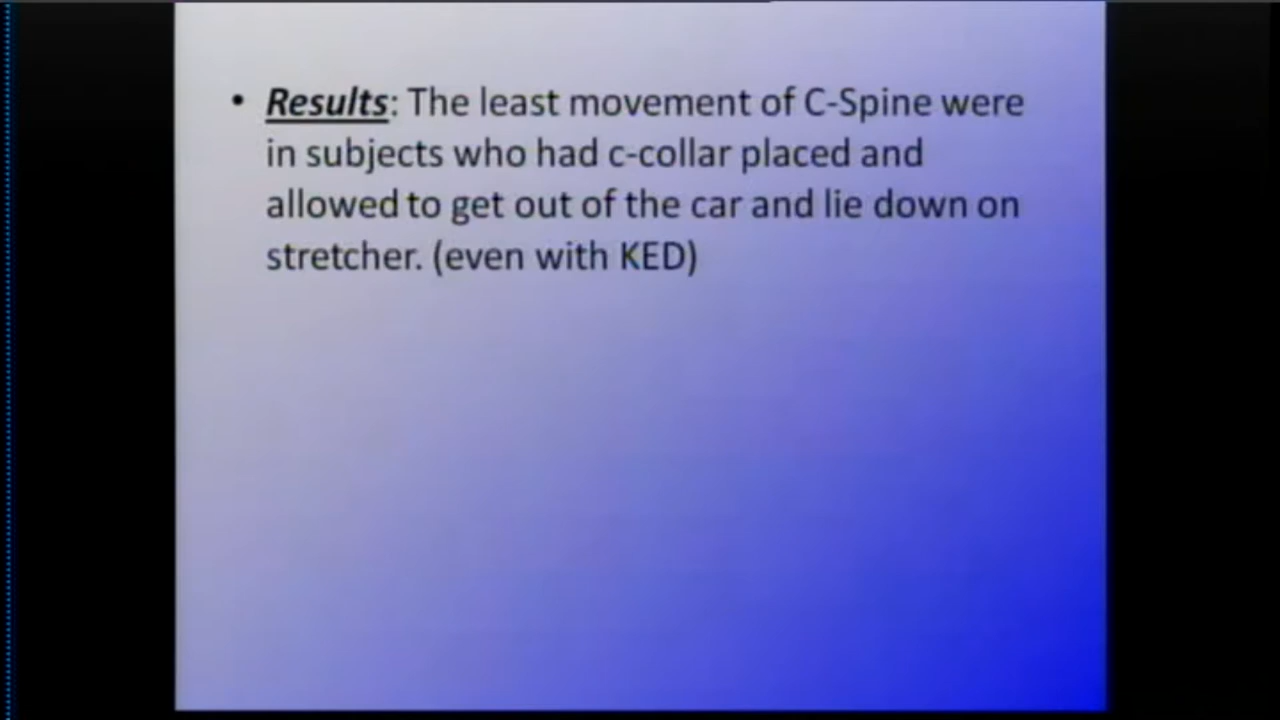 • Results: The least movement of C-Spine were
in subjects who had c-collar placed and
allowed to get out of the car and lie down on
stretcher. (even with KED)